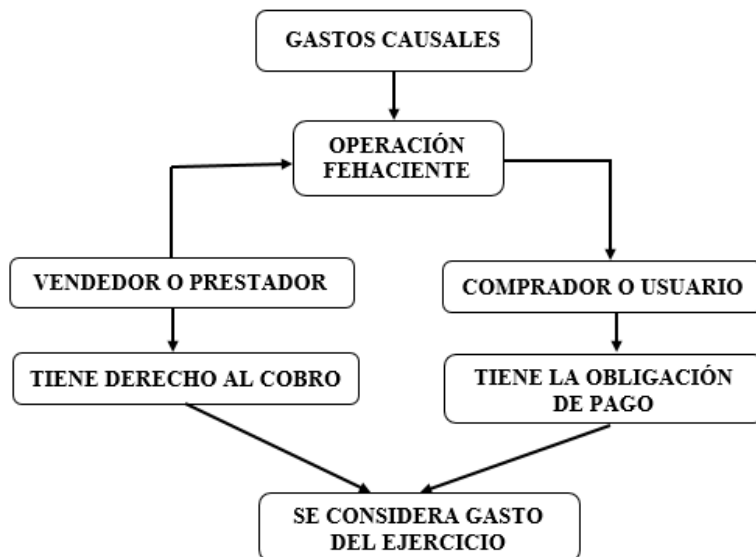 GASTOS CAUSALES
OPERACIÓN
FEHACIENTE
VENDEDOR O PRESTADOR
COMPRADOR O USUARIO
TIENE DERECHO AL COBRO
TIENE LA OBLIGACIÓN
DE PAGO
SE CONSIDERA GASTO
DEL EJERCICIO